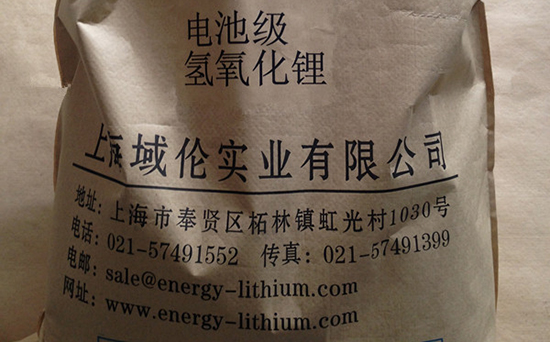 电池级
氢氧化锂
上海域伦实业有限公司
地址: 上海市奉贤区柘林镇虹光村1030号
电话: 021-57491552 传真: 021-57491399
电邮: sale@energy-lithium.com
网址: www.energy-lithium.com